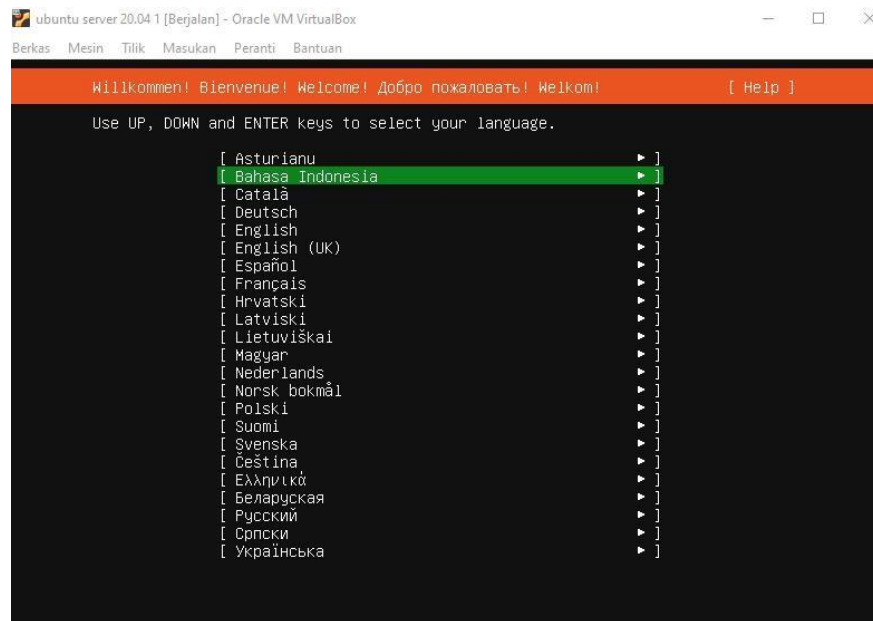 ubuntu server 20.04 1 [Berjalan] - Oracle VM VirtualBox
Berkas Mesin Tilik Masukan Peranti Bantuan
Willkommen! Bienvenue! Welcome! Добро пожаловать! Welkom! [ Help ]
Use UP, DOWN and ENTER keys to select your language.
[ Asturianu ► ]
[ Bahasa Indonesia ► ]
[ Català ► ]
[ Deutsch ► ]
[ English ► ]
[ English (UK) ► ]
[ Español ► ]
[ Français ► ]
[ Hrvatski ► ]
[ Latviski ► ]
[ Lietuviškai ► ]
[ Magyar ► ]
[ Nederlands ► ]
[ Norsk bokmål ► ]
[ Polski ► ]
[ Suomi ► ]
[ Svenska ► ]
[ Čeština ► ]
[ Ελληνικά ► ]
[ Беларуская ► ]
[ Русский ► ]
[ Српски ► ]
[ Українська ► ]